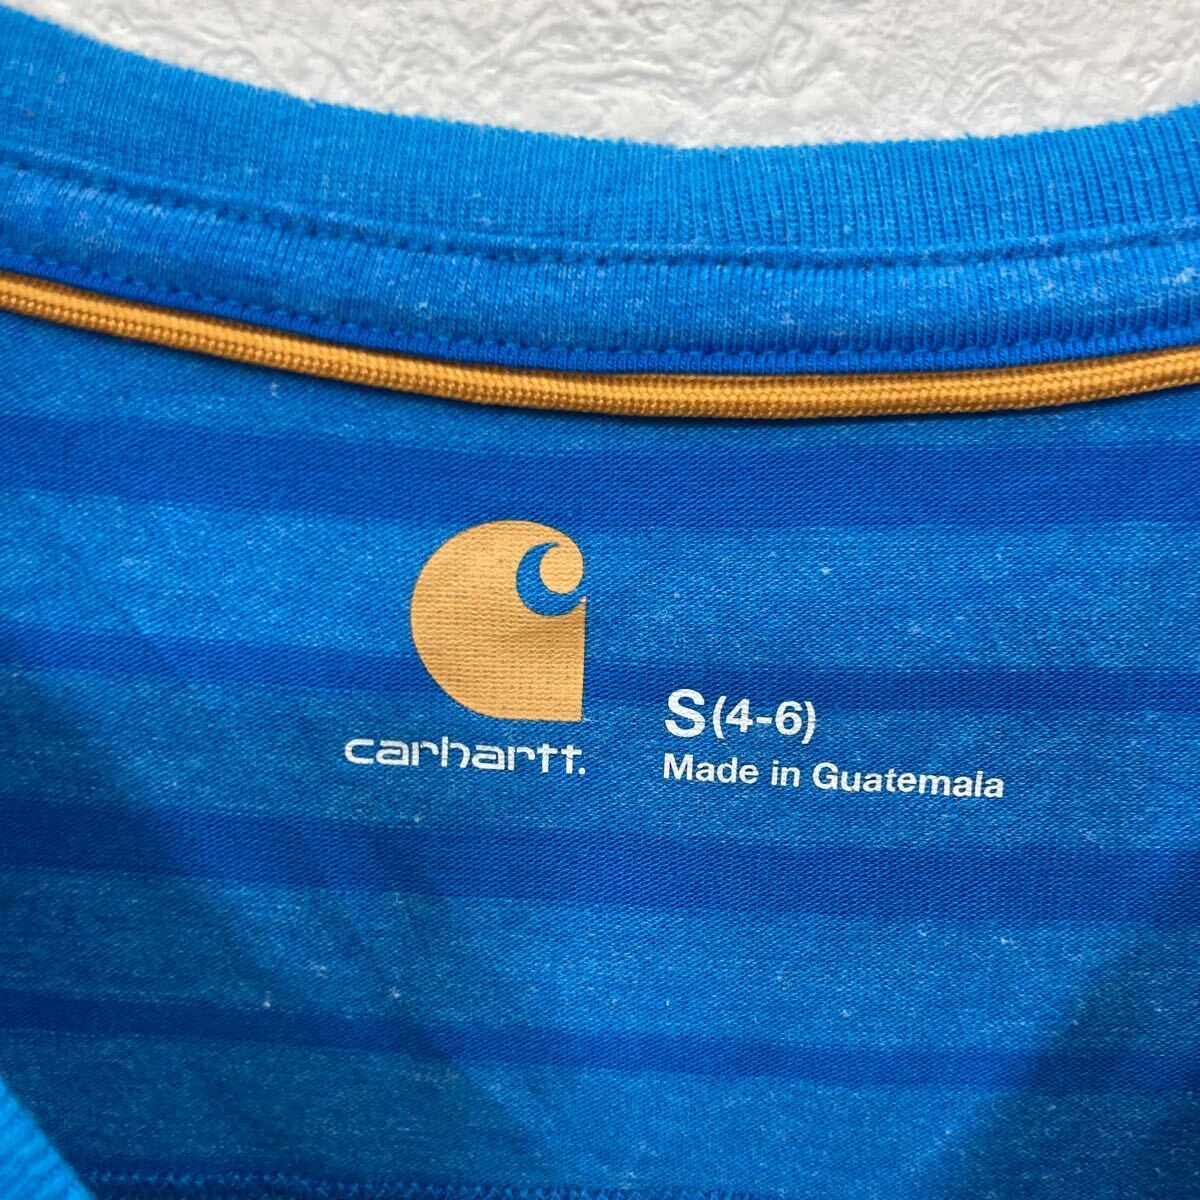 carhartt.
S (4-6)
Made in Guatemala